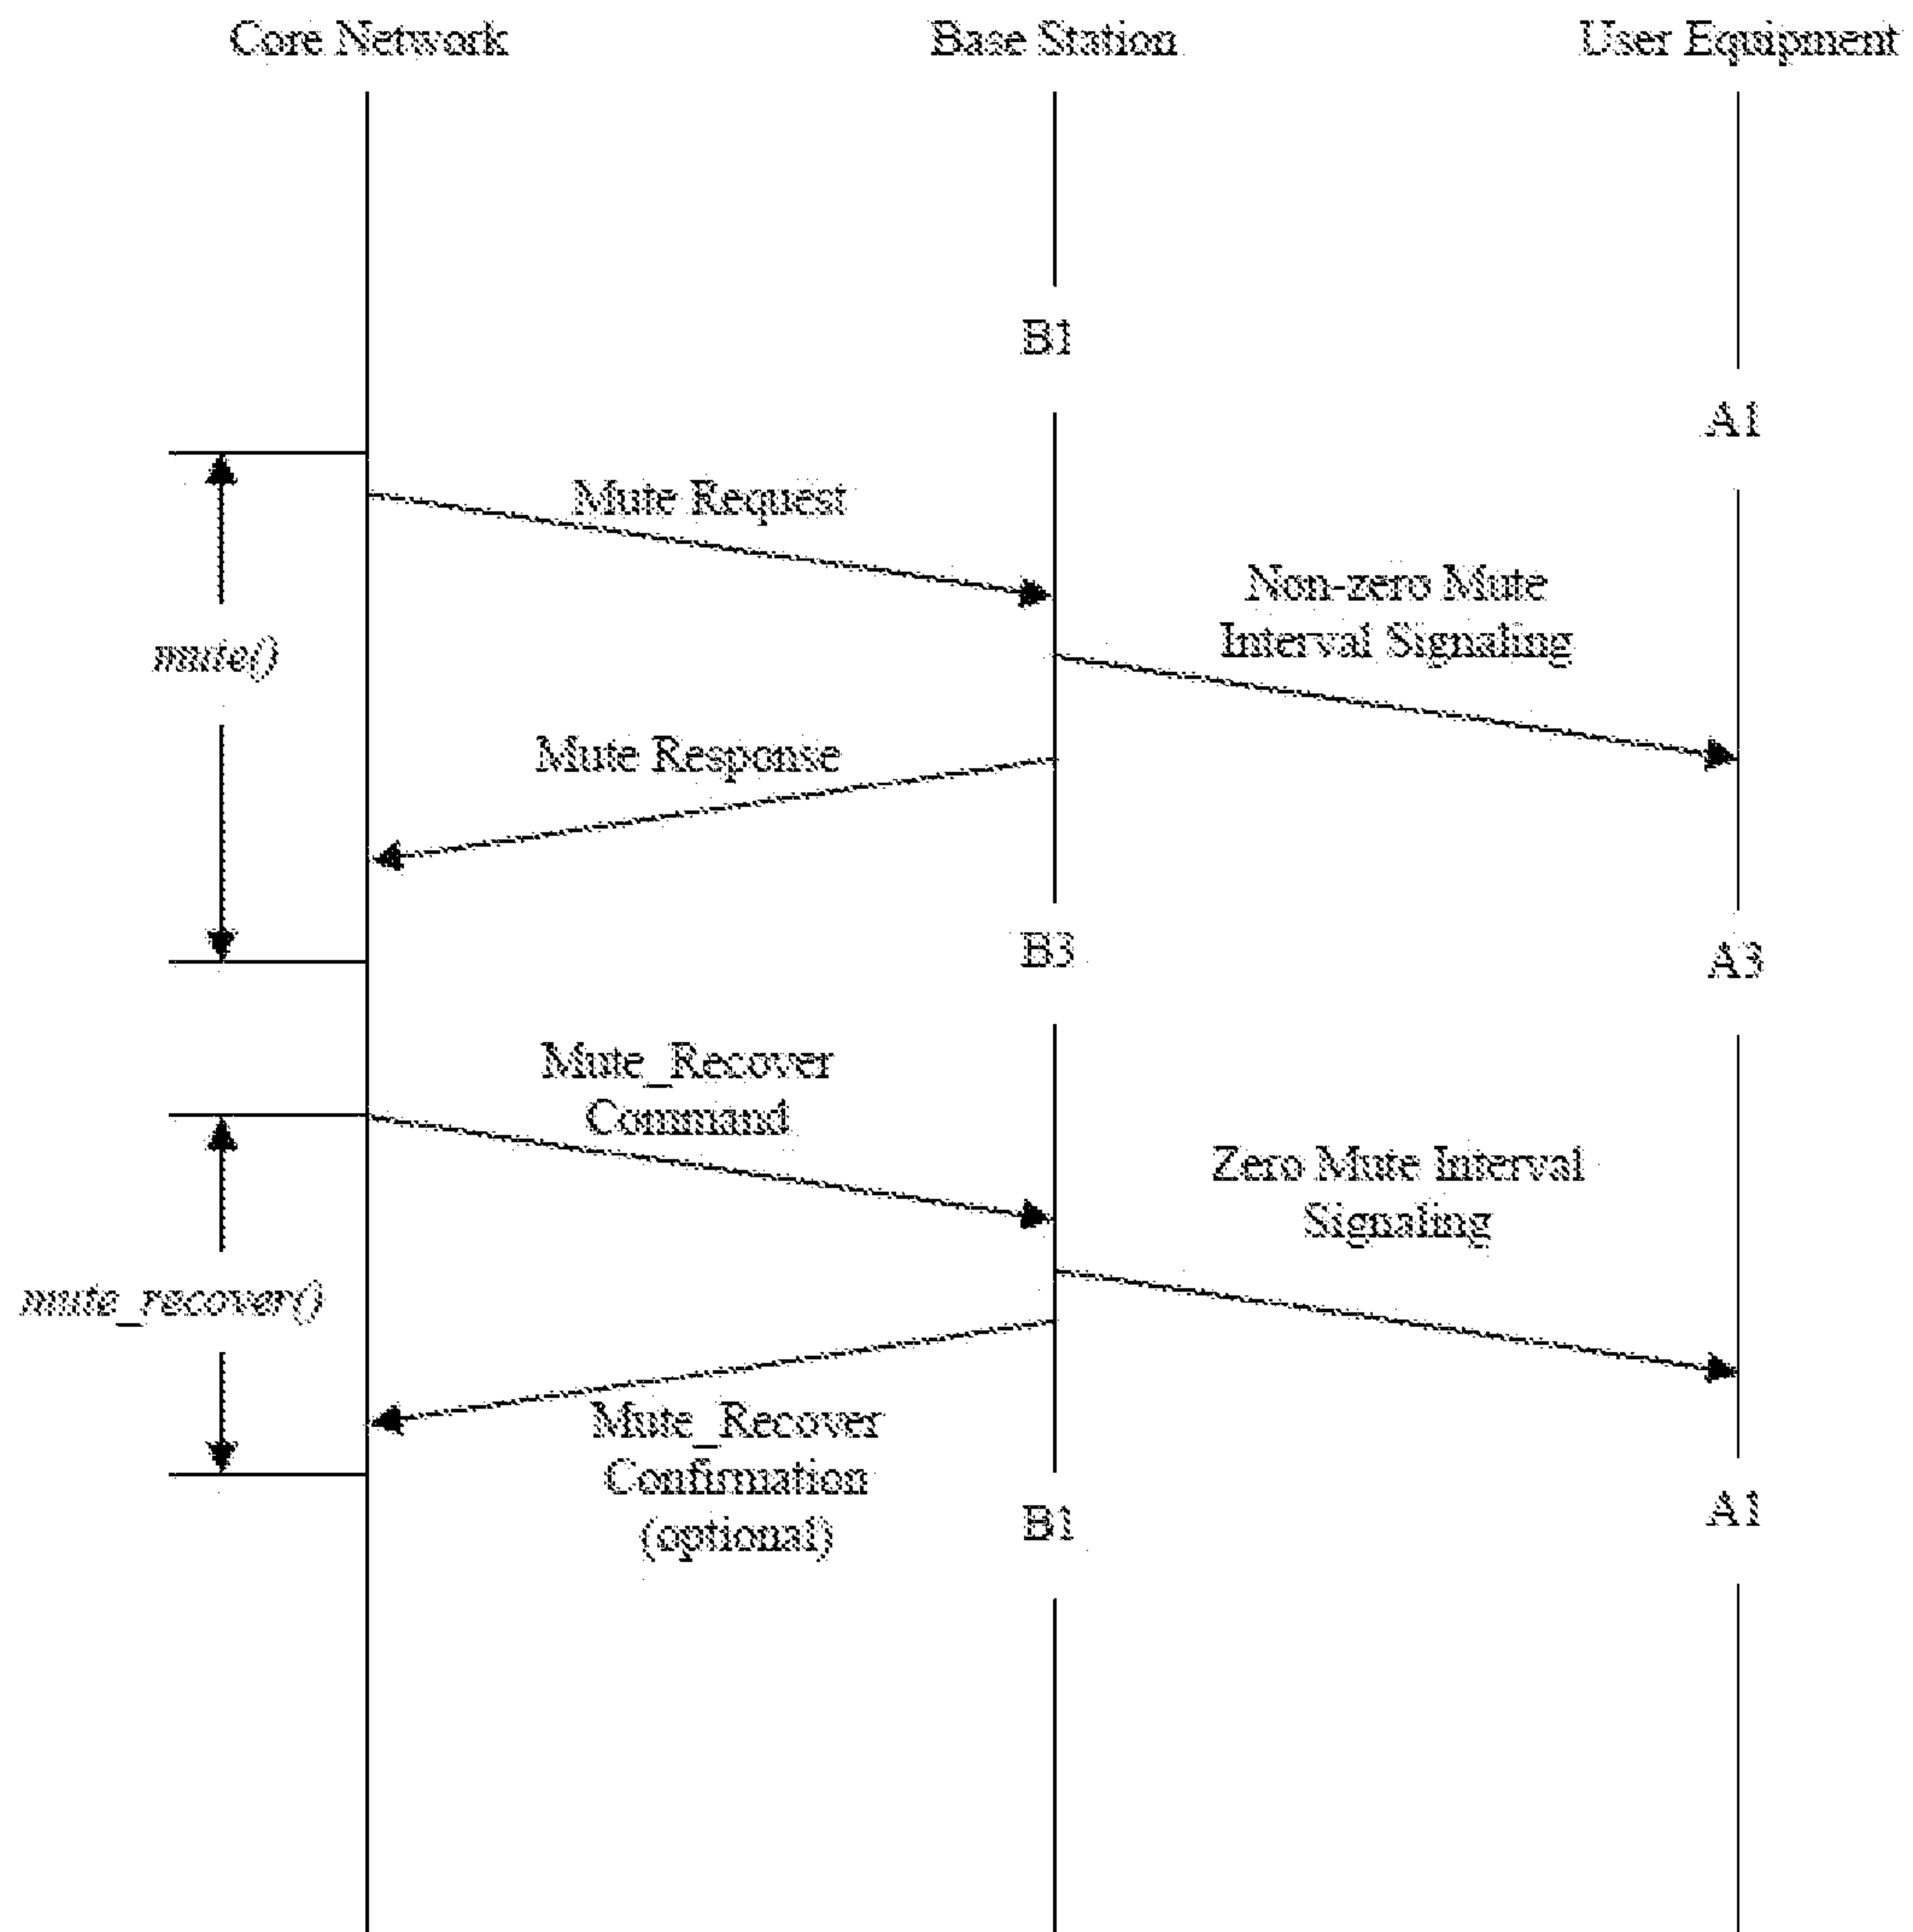 Core Network
Base Station
User Equipment
B1
A1
Mute Request
Non-zero Mute
Interval Signaling
mute()
Mute Response
B3
A3
Mute_Recover
Command
Zero Mute Interval
Signaling
mute_recover()
Mute_Recover
Confirmation
(optional)
B1
A1